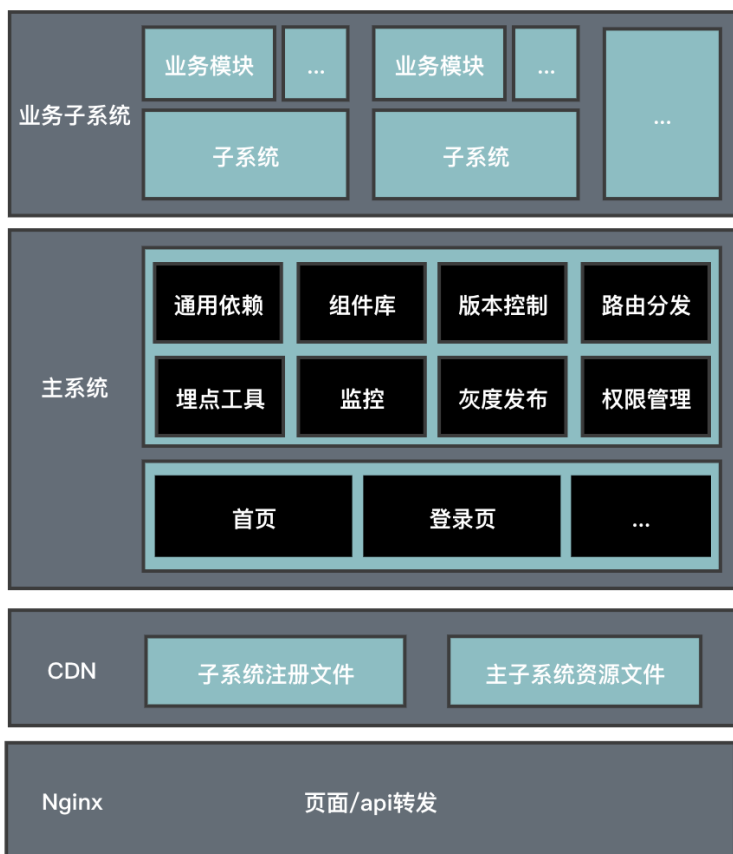 业务模块 ... 业务模块 ...
业务子系统 ...
子系统 子系统
通用依赖 组件库 版本控制 路由分发
主系统
埋点工具 监控 灰度发布 权限管理
首页 登录页 ...
CDN 子系统注册文件 主子系统资源文件
Nginx 页面/api转发